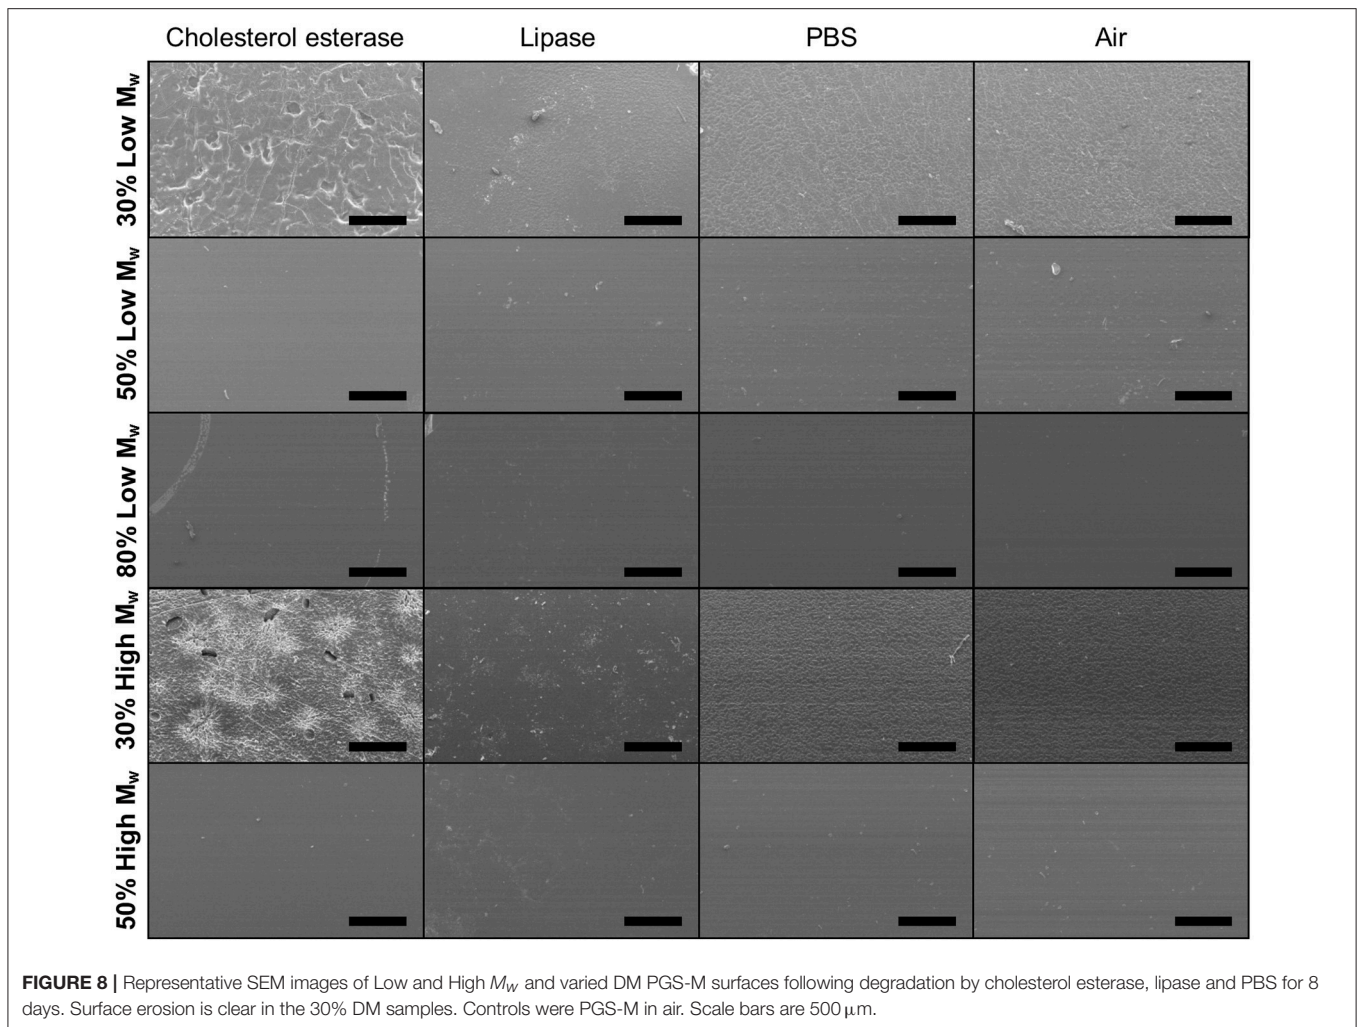 Cholesterol esterase Lipase PBS Air
30% Low Mw
50% Low Mw
80% Low Mw
30% High Mw
50% High Mw
FIGURE 8 | Representative SEM images of Low and High MW and varied DM PGS-M surfaces following degradation by cholesterol esterase, lipase and PBS for 8
days. Surface erosion is clear in the 30% DM samples. Controls were PGS-M in air. Scale bars are 500 μm.